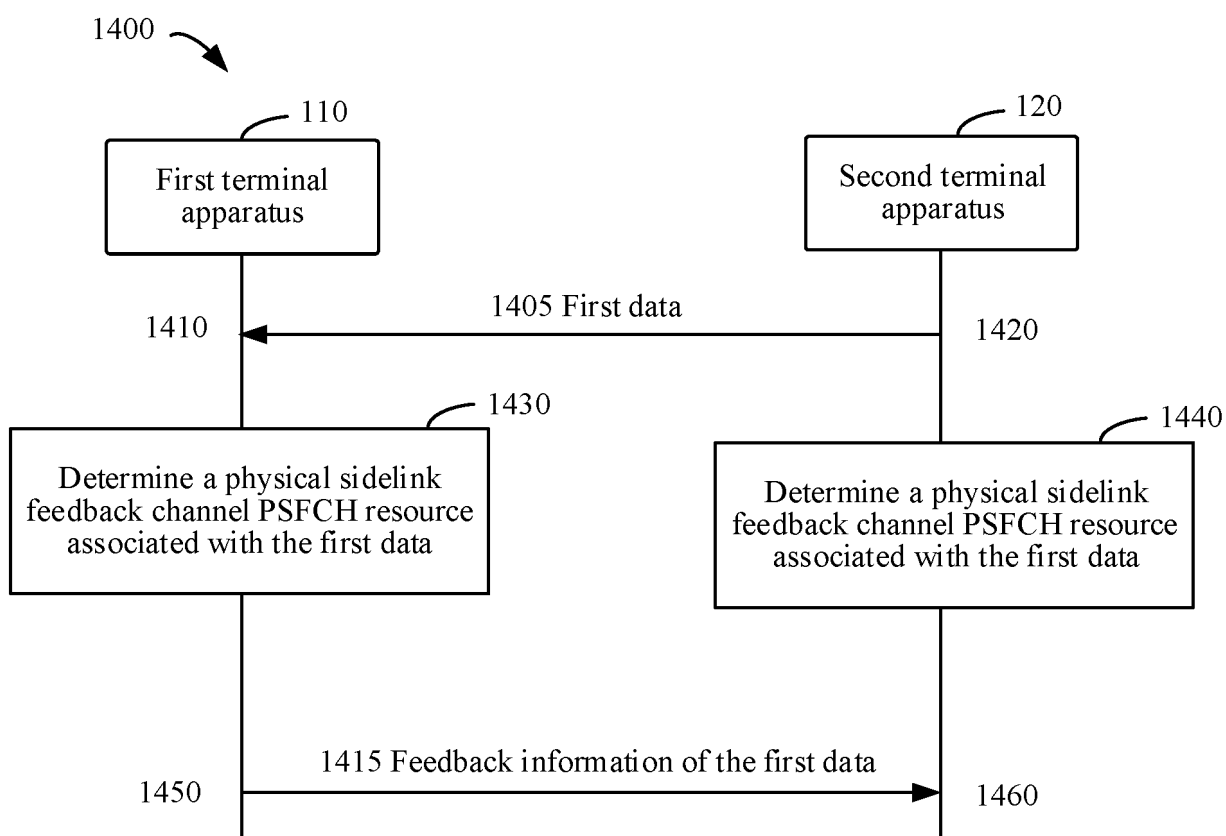 1400
110
120
First terminal
apparatus
Second terminal
apparatus
1405 First data
1410
1420
1430
1440
Determine a physical sidelink
feedback channel PSFCH resource
associated with the first data
Determine a physical sidelink
feedback channel PSFCH resource
associated with the first data
1415 Feedback information of the first data
1450
1460